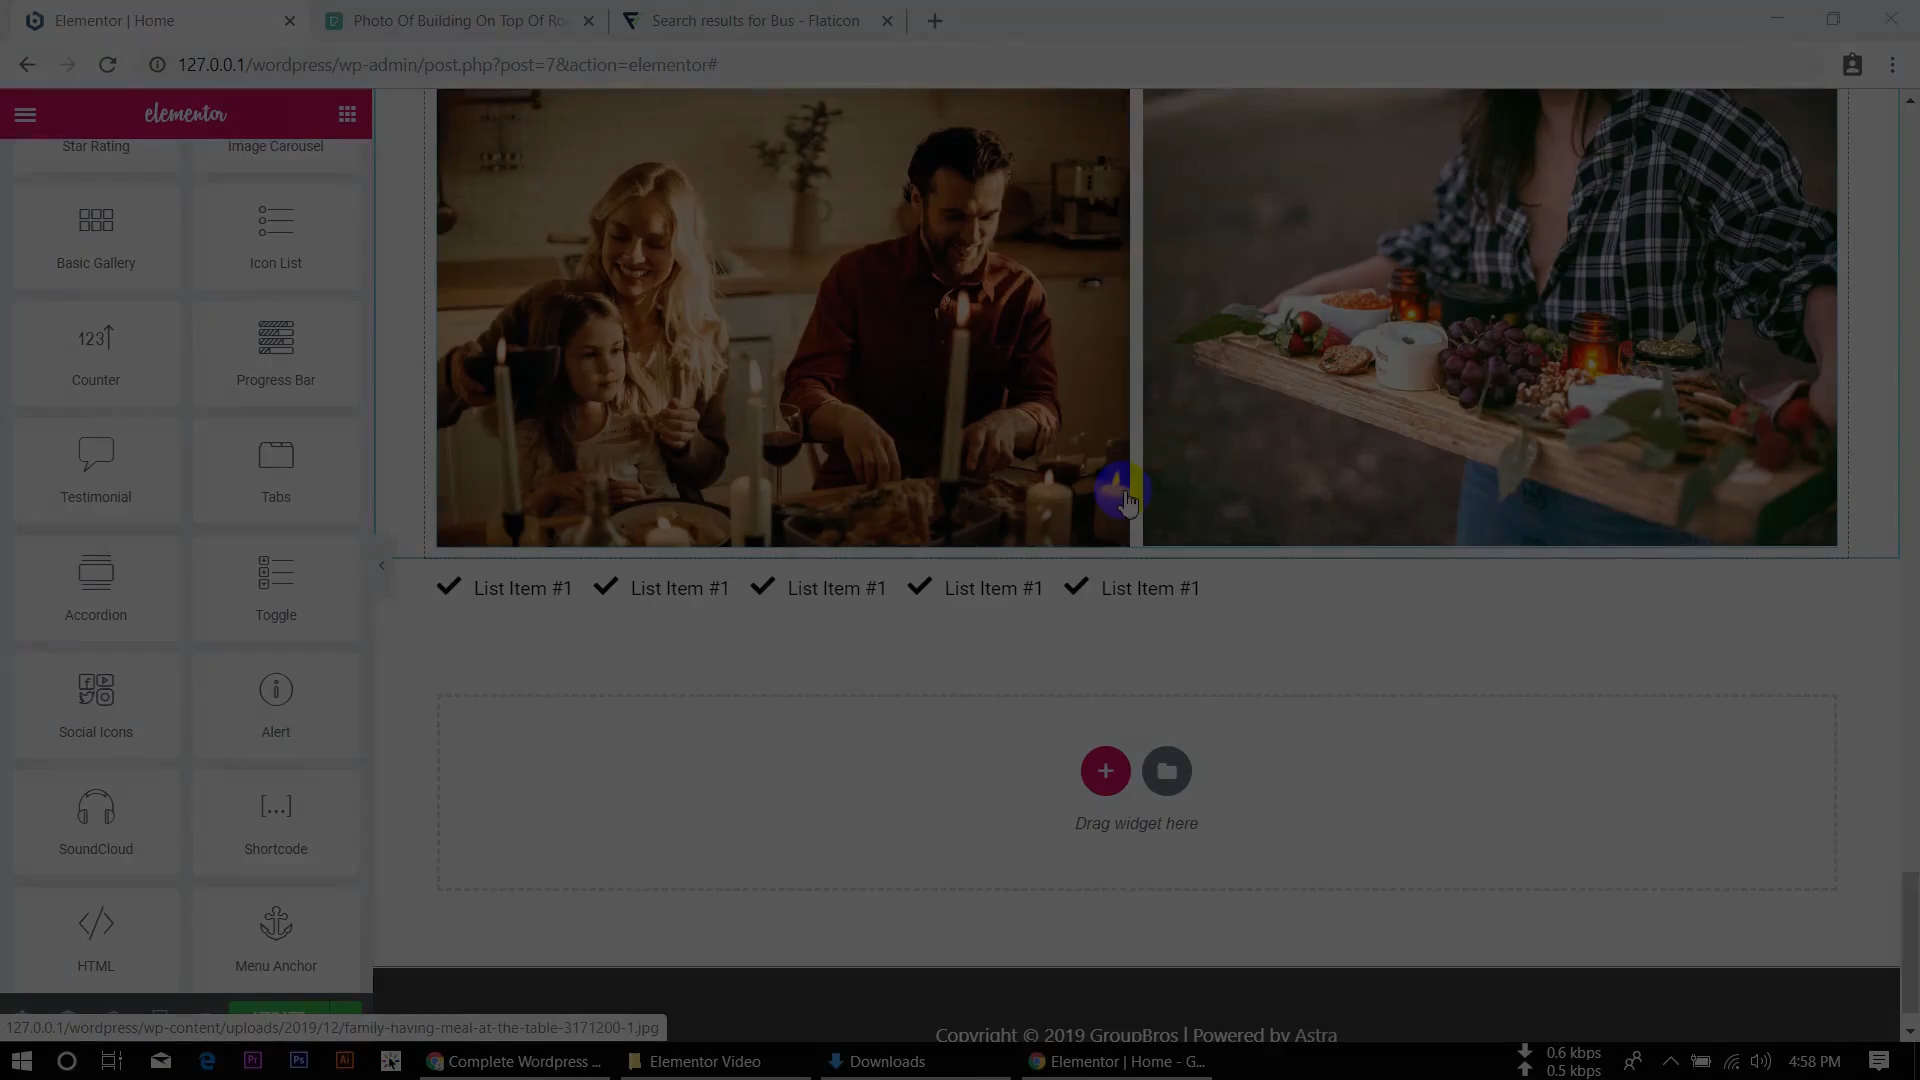 Elementor | Home
Photo Of Building On Top Of Ro
Search results for Bus - Flaticon
127.0.0.1/wordpress/wp-admin/post.php?post=7&action=elementor#
elementor
Star Rating
Image Carousel
Basic Gallery
Icon List
123
Counter
Progress Bar
Testimonial
Tabs
Accordion
Toggle
Social Icons
Alert
[...]
SoundCloud
Shortcode
</>
HTML
Menu Anchor
List Item #1
List Item #1
List Item #1
List Item #1
List Item #1
Drag widget here
127.0.0.1/wordpress/wp-content/uploads/2019/12/family-having-meal-at-the-table-3171200-1.jpg
Copyright © 2019 GroupBros | Powered by Astra
Pr
Ps
Ai
Complete Wordpress ...
Elementor Video
Downloads
Elementor | Home - G...
0.6 kbps
0.5 kbps
4:58 PM